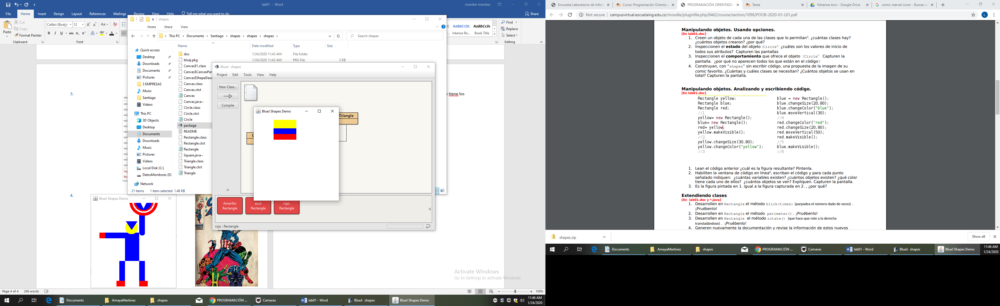 lab01 - Word
monitor monitor
File Home Insert Design Layout References Mailings Review View Help Tell me what you want to do
Share
Paste
Cut
Copy
Format Painter
Clipboard
Calibri (Body) 12
Font
AaBbCcDc AaBbCcDc
Intense Re... Book Title
Find
Replace
Select
Editing
shapes
Home Share View
This PC > Documents > Santiago > shapes > shapes > shapes >
Search shapes
Name Date modified Type Size
Quick access
Desktop
Downloads
Documents
Pictures
3 EMPRESAS
Music
Santiago
Videos
This PC
3D Objects
Desktop
Documents
Downloads
Music
Pictures
Videos
Local Disk (C:)
DatosMonitores (D:
Network
doc 1/24/2020 11:43 AM File folder
bluej.pkg 1/24/2020 11:43 AM PKG File 2 KB
Canvas$1.class
Canvas$CanvasPar
Canvas$ShapeDesc
Canvas.class
Canvas.ctxt
Canvas
Canvas.java~
Circle.class
Circle.ctxt
Circle
package
README
Rectangle.class
Rectangle.ctxt
Rectangle
Square.java~
Triangle.class
Triangle.ctxt
Triangle
21 items 1 item selected 1.46 KB
BlueJ: shapes
Project Edit Tools View Help
New Class...
Compile
Triangle
BlueJ Shapes Demo
Amarillo:
Rectangle
azul:
Rectangle
rojo:
Rectangle
rojo : Rectangle
3.
e tiene los
4.
BlueJ Shapes Demo
Activate Windows
Go to Settings to activate Windows.
Page 4 of 4 296 words
100%
Documents AmayaMartinez shapes PROGRAMACIÓN ... Camaras lab01 - Word BlueJ: shapes BlueJ Shapes Demo
11:46 AM
1/24/2020
Encuesta Laboratorio de Inform
Curso: Programación Orienta a
PROGRAMACIÓN ORIENTADA
Tarea
Yohanna toro - Google Drive
comic marvel cover - Buscar co
Not secure | campusvirtual.escuelaing.edu.co/moodle/pluginfile.php/8462/course/section/1098/POOB-2020-01-L01.pdf
L
Manipulando objetos. Usando opciones.
[En lab01.doc]
1. Creen un objeto de cada una de las clases que lo permitan3. ¿cuántas clases hay?
¿cuántos objetos crearon? ¿por qué?
2. Inspeccionen el estado del objeto :Circle4, ¿cuáles son los valores de inicio de
todos sus atributos? Capturen las pantallas
3. Inspeccionen el comportamiento que ofrece el objeto :Circle5. Capturen la
pantalla. ¿por qué no aparecen todos los que están en el código?
4. Construyan, con "shapes" sin escribir código, una propuesta de la imagen de su
comic favorito. ¿Cuántas y cuáles clases se necesitan? ¿Cuántos objetos se usan en
total? Capturen la pantalla.
Manipulando objetos. Analizando y escribiendo código.
[En lab01.doc]
Rectangle yellow;
Rectangle blue;
Rectangle red;
//1
yellow= new Rectangle();
blue= new Rectangle();
red= yellow;
yellow.makeVisible();
//2
yellow.changeSize(30,80);
yellow.changeColor("yellow");
//3
blue = new Rectangle();
blue.changeSize(20,80);
blue.changeColor("blue");
blue.moveVertical(30);
//4
red.changeColor("red");
red.changeSize(20,80);
red.moveVertical(50);
red.makeVisible();
//5
blue.makeVisible();
//6
1. Lean el código anterior ¿cuál es la figura resultante? Píntenla.
2. Habiliten la ventana de código en línea6, escriban el código y para cada punto
señalado indiquen: ¿cuántas variables existen? ¿cuántos objetos existen? ¿qué color
tiene cada uno de ellos? ¿cuántos objetos se ven? Expliquen. Capturen la pantalla.
3. Es la figura pintada en 1. igual a la figura capturada en 2. , ¿por qué?
Extendiendo clases
[En lab01.doc y *.java]
1. Desarrollen en Rectangle el método blick(times) (parpadea el número dado de veces) .
¡Pruébenlo!
2. Desarrollen en Rectangle el método perimeter(). ¡Pruébenlo!
3. Desarrollen en Rectangle el método rotate() (que hace que rote a la derecha
transladándose) . ¡Pruébenlo!
4. Generen nuevamente la documentación y revise la información de estos nuevos
shapes.zip
Show all
Documents AmayaMartinez shapes PROGRAMACIÓN ... Camaras lab01 - Word BlueJ: shapes BlueJ Shapes Demo
11:46 AM
1/24/2020